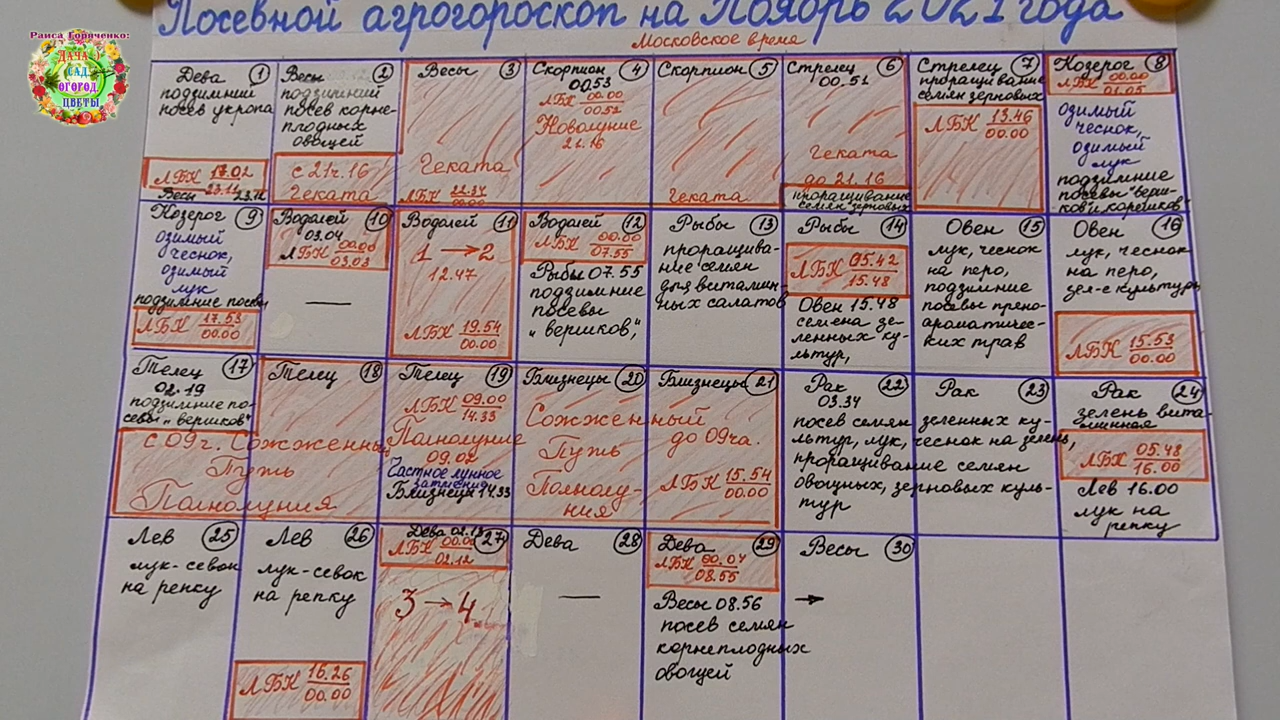 Посевной агрогороскоп на Ноябрь 2021 года
Московское время
Раиса Горяченко:
ДАЧА
САД
ОГОРОД
ЦВЕТЫ
Дева 1
подзимний
посев укропа
ЛБК 17.02
Весы
Весы 2
подзимний
посев корне-
плодных
овощей
с 21ч.16
Геката
Весы 3
Геката
ЛБК 22.34
00.00
Скорпион 4
00.53
ЛБК 00.00
00.52
Новолуние
Скорпион 5
Геката
Стрелец 6
00.51
Геката
до 21.16
проращивание
семян зерновых
Стрелец 7
проращивание
семян зерновых
ЛБК 13.46
00.00
Козерог 8
ЛБК 00.00
01.05
озимый
чеснок,
озимый
лук
подзимние
посевы "верш-
ков и корешков"
Козерог 9
озимый
чеснок,
озимый
лук
подзимние посевы
ЛБК 17.53
00.00
Водолей 10
03.04
ЛБК 00.00
03.03
—
Водолей 11
1 → 2
12.47
ЛБК 19.54
00.00
Водолей 12
ЛБК 00.00
07.55
Рыбы 07.55
подзимние
посевы
„вершков„
Рыбы 13
проращива-
ние семян
для витамин-
ных салатов
Рыбы 14
ЛБК 05.42
15.48
Овен 15.48
семена зе-
ленных ку-
льтур,
Овен 15
лук, чеснок
на перо,
подзимние
посевы пряно-
ароматичес-
ких трав
Овен 16
лук, чеснок
на перо,
зел-е культуры
ЛБК 15.53
00.00
Телец 17
02.19
подзимние по-
севы „вершков"
с 09ч. Сожженный
Путь
Полнолуния
Телец 18
Телец 19
ЛБК 09.00
14.33
Полнолуние
Частное лунное
затмение
Близнецы 14.33
Близнецы 20
Близнецы 21
Сожженный
до 09ча.
Путь
Полнолу-
ния
ЛБК 15.54
00.00
Рак 22
03.34
Рак 23
посев семян зеленных ку-
льтур, лук, чеснок на зелень,
проращивание семян
овощных, зерновых куль-
тур
Рак 24
зелень вита-
минная
ЛБК 05.48
16.00
Лев 16.00
лук на
репку
Лев 25
лук-севок
на репку
Лев 26
лук-севок
на репку
ЛБК 16.26
00.00
Дева 02.12 27
ЛБК 00.00
02.12
3 → 4
Дева 28
—
Дева 29
ЛБК 00.04
08.55
Весы 08.56
посев семян
корнеплодных
овощей
Весы 30
→